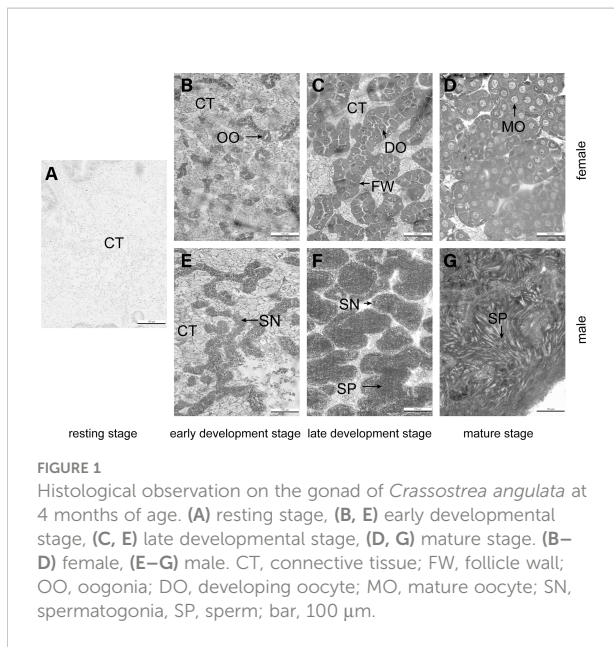 B
CT
OO
C
CT
DO
FW
D
MO
female
A
CT
E
CT
SN
F
SN
SP
G
SP
male
resting stage
early development stage
late development stage
mature stage
FIGURE 1
Histological observation on the gonad of Crassostrea angulata at
4 months of age. (A) resting stage, (B, E) early developmental
stage, (C, E) late developmental stage, (D, G) mature stage. (B–
D) female, (E–G) male. CT, connective tissue; FW, follicle wall;
OO, oogonia; DO, developing oocyte; MO, mature oocyte; SN,
spermatogonia, SP, sperm; bar, 100 μm.